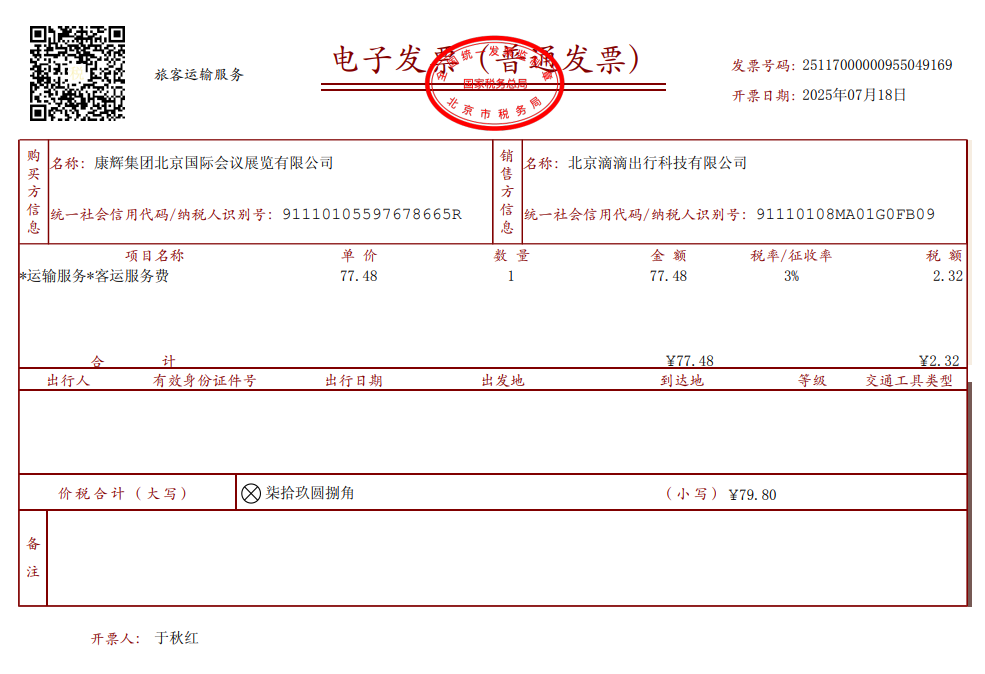 电子发票（普通发票）
全国统一发票监制章
国家税务总局
北京市税务局
旅客运输服务
发票号码：25117000000955049169
开票日期：2025年07月18日
购买方信息
名称：康辉集团北京国际会议展览有限公司
统一社会信用代码/纳税人识别号：91110105597678665R
销售方信息
名称：北京滴滴出行科技有限公司
统一社会信用代码/纳税人识别号：91110108MA01G0FB09
项目名称 单价 数量 金额 税率/征收率 税额
*运输服务*客运服务费 77.48 1 77.48 3% 2.32
合计 ¥77.48 ¥2.32
出行人 有效身份证件号 出行日期 出发地 到达地 等级 交通工具类型
价税合计（大写） 柒拾玖圆捌角 （小写）¥79.80
备注
开票人：于秋红